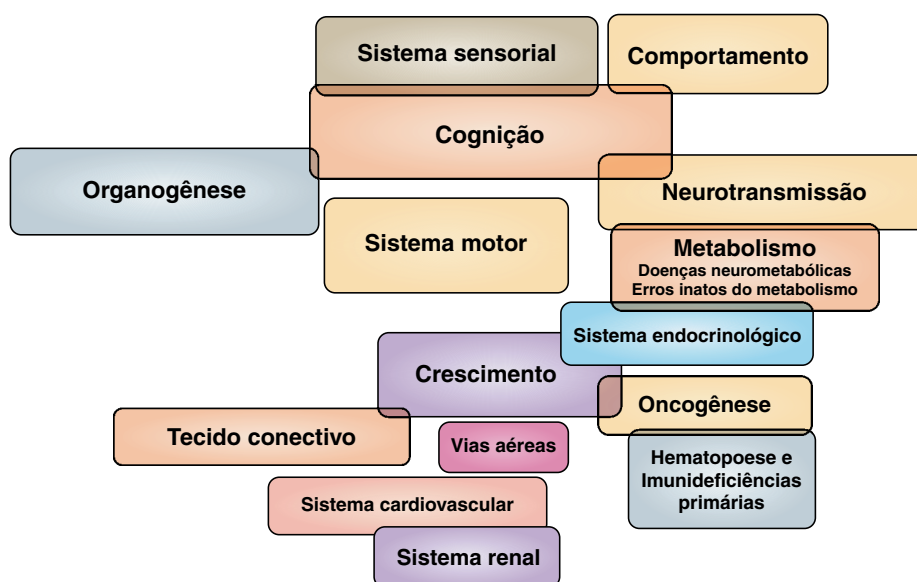 Sistema sensorial
Comportamento
Cognição
Organogênese
Neurotransmissão
Sistema motor
Metabolismo
Doenças neurometabólicas
Erros inatos do metabolismo
Sistema endocrinológico
Crescimento
Oncogênese
Tecido conectivo
Vias aéreas
Hematopoese e
Imunideficiências
primárias
Sistema cardiovascular
Sistema renal